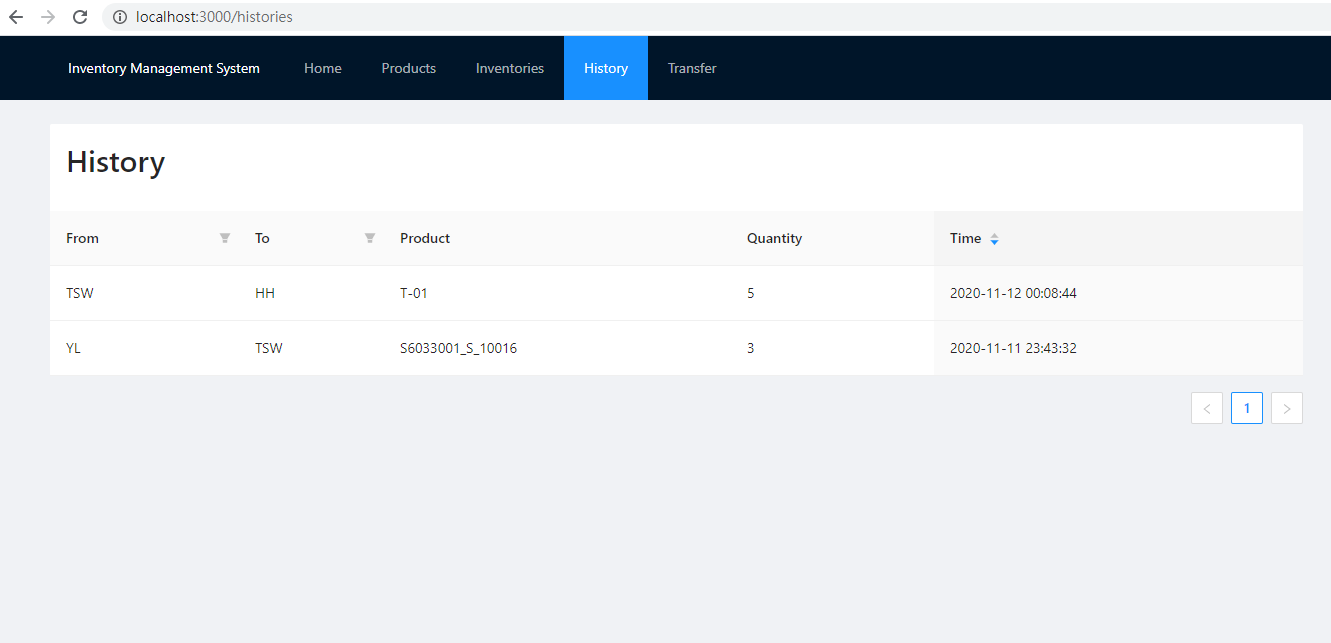 localhost:3000/histories
Inventory Management System Home Products Inventories History Transfer
History
From To Product Quantity Time
TSW HH T-01 5 2020-11-12 00:08:44
YL TSW S6033001_S_10016 3 2020-11-11 23:43:32
< 1 >